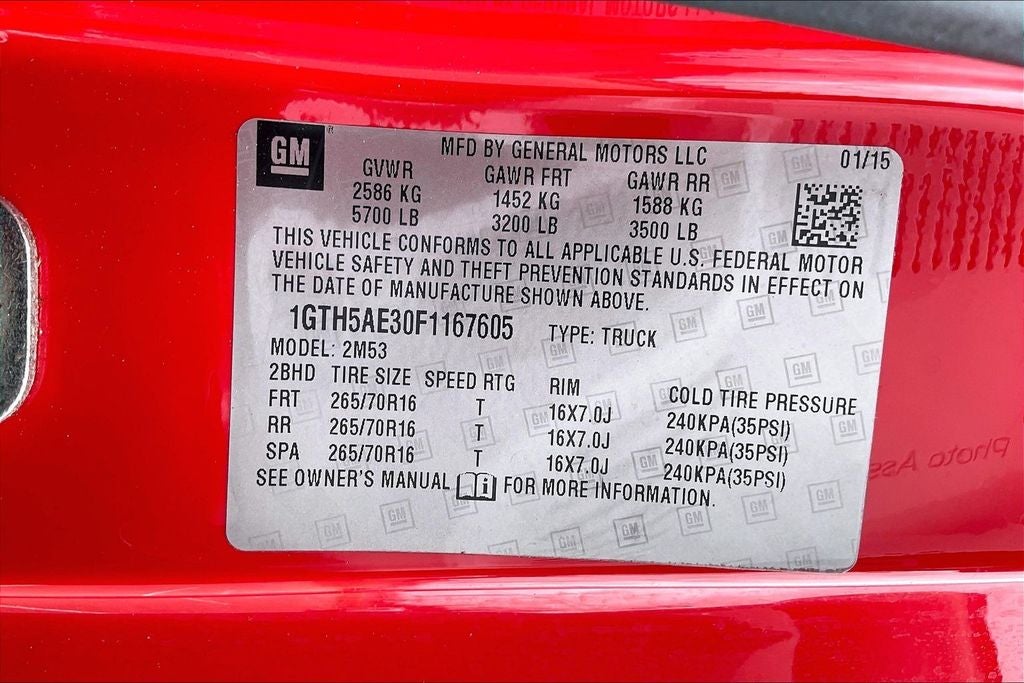 GM
MFD BY GENERAL MOTORS LLC
01/15
GVWR GAWR FRT GAWR RR
2586 KG 1452 KG 1588 KG
5700 LB 3200 LB 3500 LB
THIS VEHICLE CONFORMS TO ALL APPLICABLE U.S. FEDERAL MOTOR
VEHICLE SAFETY AND THEFT PREVENTION STANDARDS IN EFFECT ON
THE DATE OF MANUFACTURE SHOWN ABOVE.
1GTH5AE30F1167605 TYPE: TRUCK
MODEL: 2M53
2BHD TIRE SIZE SPEED RTG RIM COLD TIRE PRESSURE
FRT 265/70R16 T 16X7.0J 240KPA(35PSI)
RR 265/70R16 T 16X7.0J 240KPA(35PSI)
SPA 265/70R16 T 16X7.0J 240KPA(35PSI)
SEE OWNER'S MANUAL FOR MORE INFORMATION.
Photo Ass